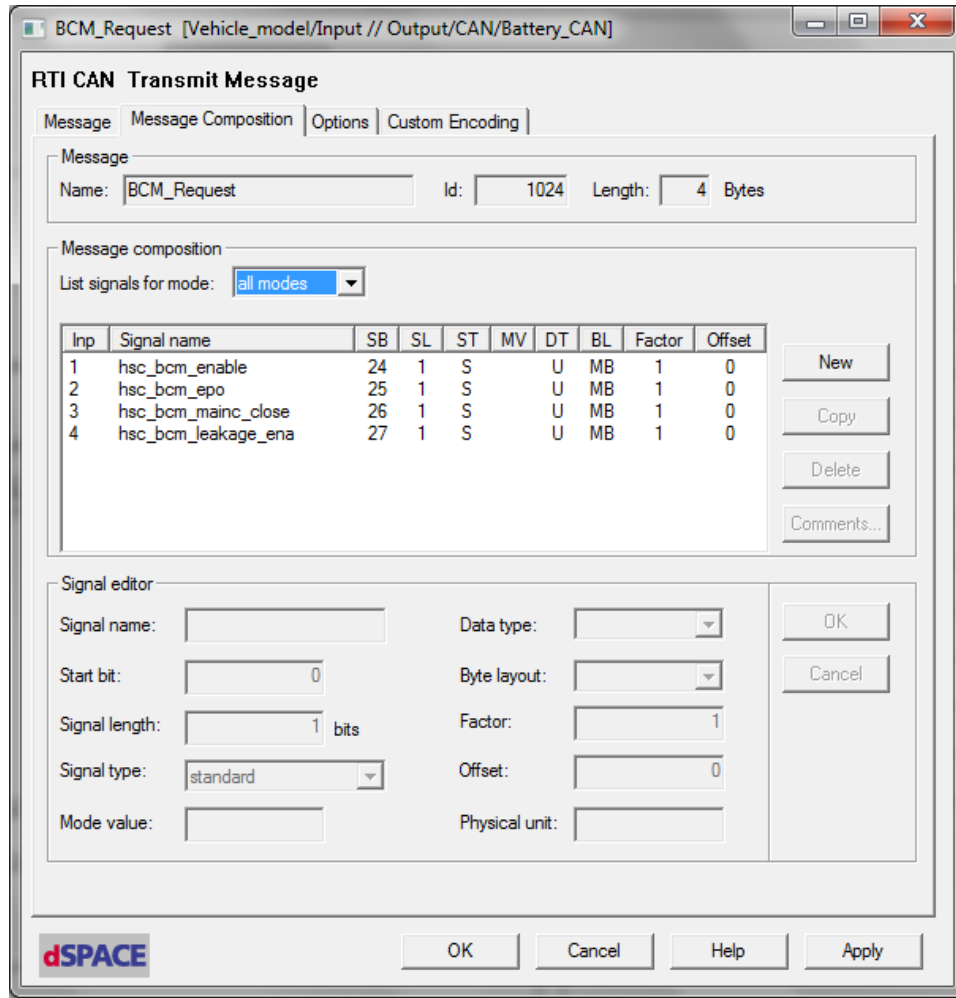 BCM_Request [Vehicle_model/Input // Output/CAN/Battery_CAN]
RTI CAN Transmit Message
Message Message Composition Options Custom Encoding
Message
Name: BCM_Request Id: 1024 Length: 4 Bytes
Message composition
List signals for mode: all modes
Inp Signal name SB SL ST MV DT BL Factor Offset
1 hsc_bcm_enable 24 1 S U MB 1 0
2 hsc_bcm_epo 25 1 S U MB 1 0
3 hsc_bcm_mainc_close 26 1 S U MB 1 0
4 hsc_bcm_leakage_ena 27 1 S U MB 1 0
New
Copy
Delete
Comments...
Signal editor
Signal name: Data type: OK
Start bit: 0 Byte layout: Cancel
Signal length: 1 bits Factor: 1
Signal type: standard Offset: 0
Mode value: Physical unit:
dSPACE OK Cancel Help Apply